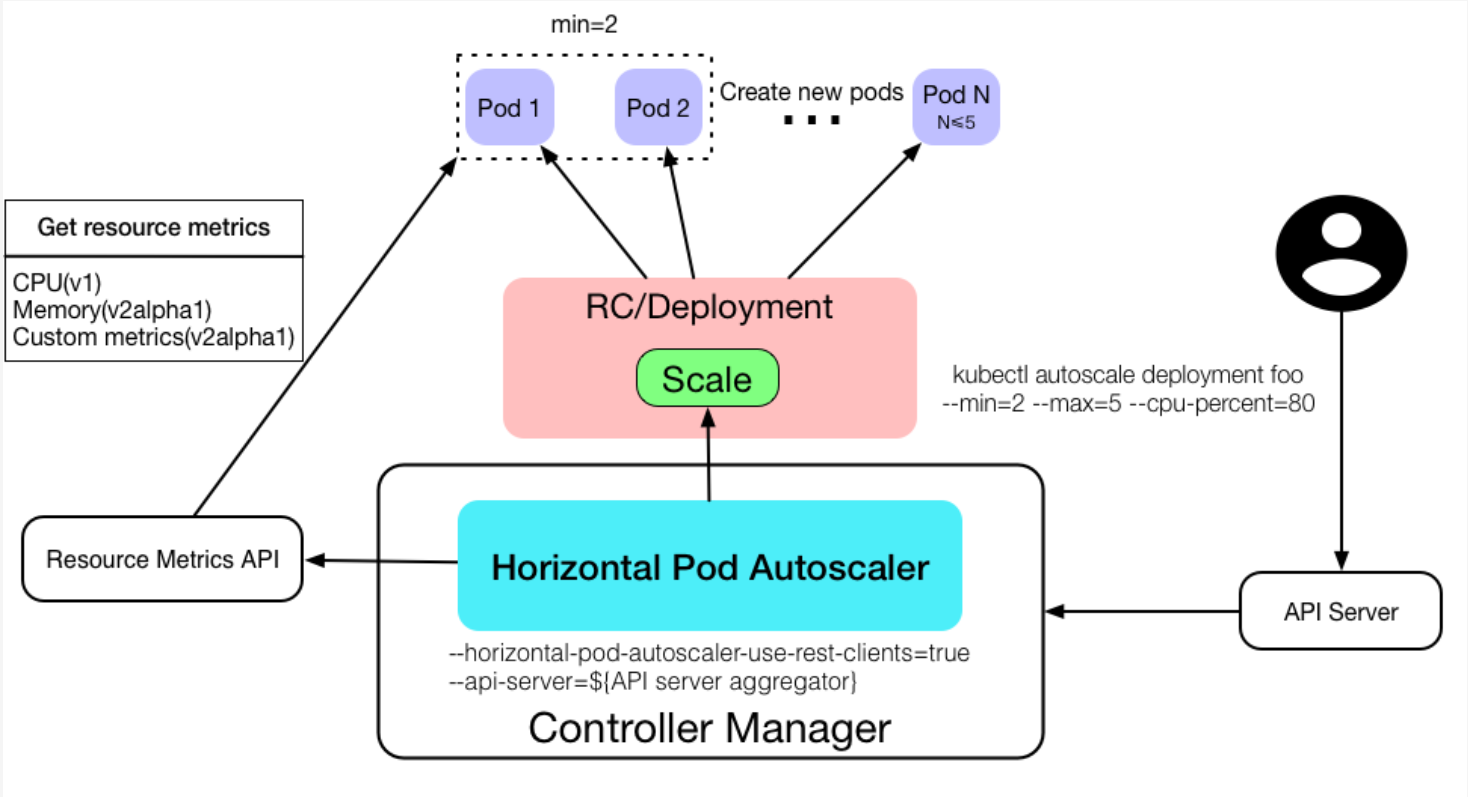 min=2
Pod 1
Pod 2
Create new pods
...
Pod N
N⩽5
Get resource metrics
CPU(v1)
Memory(v2alpha1)
Custom metrics(v2alpha1)
RC/Deployment
Scale
kubectl autoscale deployment foo
--min=2 --max=5 --cpu-percent=80
Resource Metrics API
Horizontal Pod Autoscaler
API Server
--horizontal-pod-autoscaler-use-rest-clients=true
--api-server=${API server aggregator}
Controller Manager